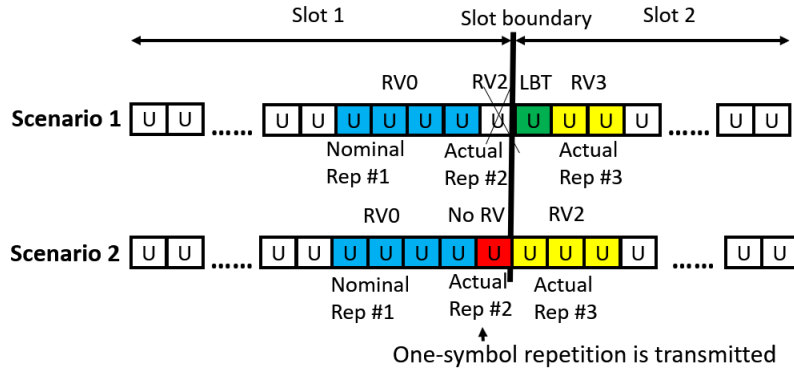 Slot 1 Slot boundary Slot 2
RV0 RV2 LBT RV3
Scenario 1 U U ...... U U U U U U U U U U U ...... U U
Nominal Actual Actual
Rep #1 Rep #2 Rep #3
RV0 No RV RV2
Scenario 2 U U ...... U U U U U U U U U U U ...... U U
Nominal Actual Actual
Rep #1 Rep #2 Rep #3
One-symbol repetition is transmitted